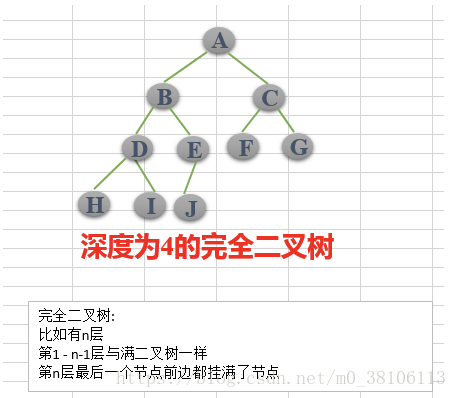 A
B C
D E F G
H I J
深度为4的完全二叉树
完全二叉树:
比如有n层
第1 - n-1层与满二叉树一样
第n层最后一个节点前边都挂满了节点
https://blog.csdn.net/m0_38106113